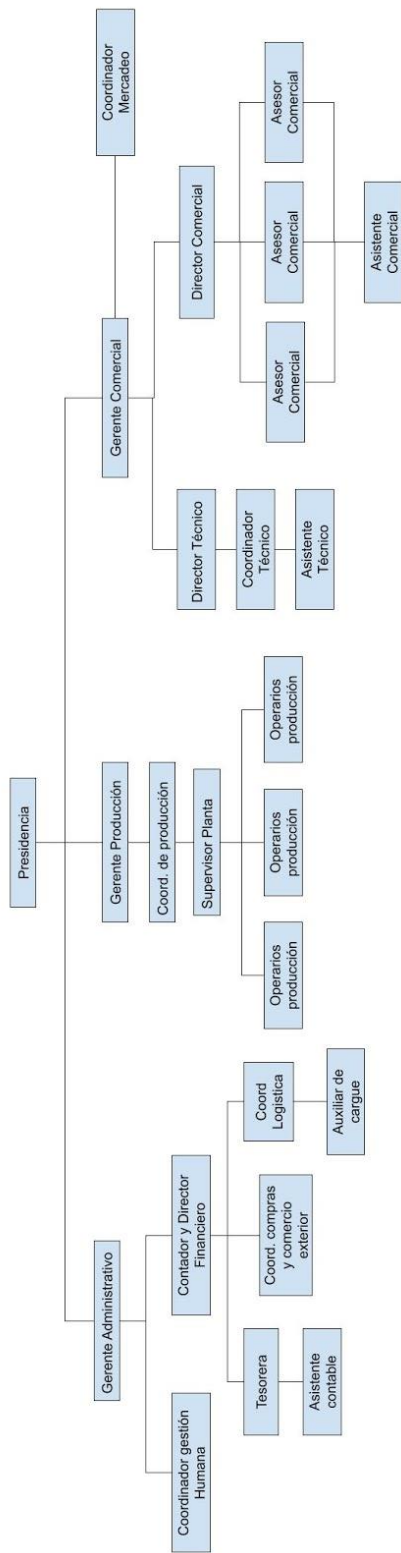 Presidencia
Gerente Administrativo
Gerente Producción
Gerente Comercial
Coordinador
Mercadeo
Coordinador gestión
Humana
Contador y Director
Financiero
Coord. de producción
Director Técnico
Director Comercial
Supervisor Planta
Tesorera
Coord. compras
y comercio
exterior
Coord
Logística
Operarios
producción
Operarios
producción
Operarios
producción
Coordinador
Técnico
Asesor
Comercial
Asesor
Comercial
Asesor
Comercial
Asistente
contable
Auxiliar de
cargue
Asistente
Técnico
Asistente
Comercial